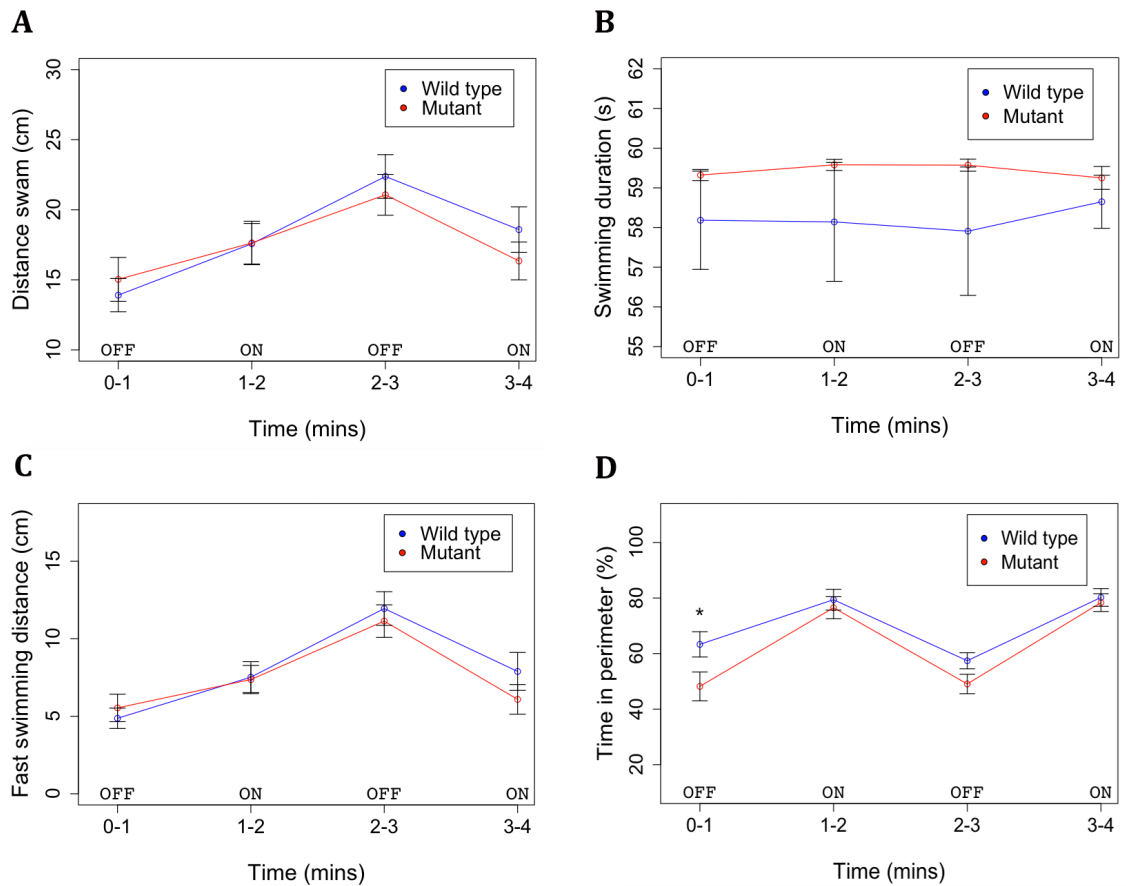 A
Distance swam (cm)
30
25
20
15
10
Wild type
Mutant
OFF ON OFF ON
0-1 1-2 2-3 3-4
Time (mins)
B
Swimming duration (s)
62
61
60
59
58
57
56
55
Wild type
Mutant
OFF ON OFF ON
0-1 1-2 2-3 3-4
Time (mins)
C
Fast swimming distance (cm)
15
10
5
0
Wild type
Mutant
OFF ON OFF ON
0-1 1-2 2-3 3-4
Time (mins)
D
Time in perimeter (%)
100
80
60
40
20
Wild type
Mutant
*
OFF ON OFF ON
0-1 1-2 2-3 3-4
Time (mins)